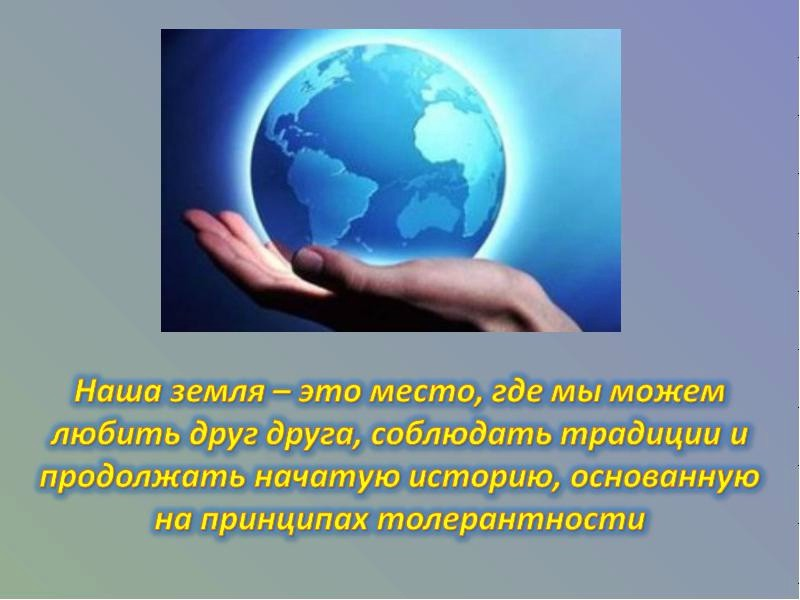 Наша земля – это место, где мы можем
любить друг друга, соблюдать традиции и
продолжать начатую историю, основанную
на принципах толерантности